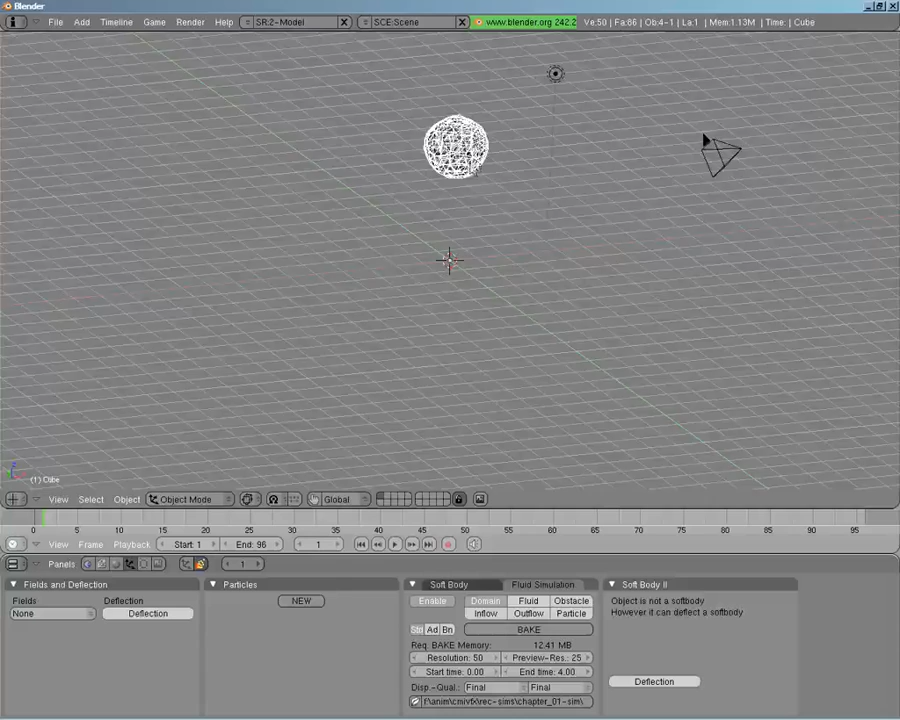 Blender
File Add Timeline Game Render Help SR:2-Model SCE:Scene www.blender.org 242.2 Ve:50 | Fa:66 | Ob:4-1 | La:1 | Mem:1.13M | Time: | Cube
(1) Cube
View Select Object Object Mode Global
0 5 10 15 20 25 30 35 40 45 50 55 60 65 70 75 80 85 90 95
View Frame Playback Start: 1 End: 96 1
Panels 1
Fields and Deflection Particles Soft Body Fluid Simulation Soft Body II
Fields Deflection NEW Enable Domain Fluid Obstacle Object is not a softbody
None Deflection Inflow Outflow Particle However it can deflect a softbody
Std Ad Bn BAKE
Req. BAKE Memory: 12.41 MB
Resolution: 50 Preview-Res.: 25
Start time: 0.00 End time: 4.00
Deflection
Disp.-Qual.: Final Final
f:\anim\cmivfx\rec-sims\chapter_01-sim\